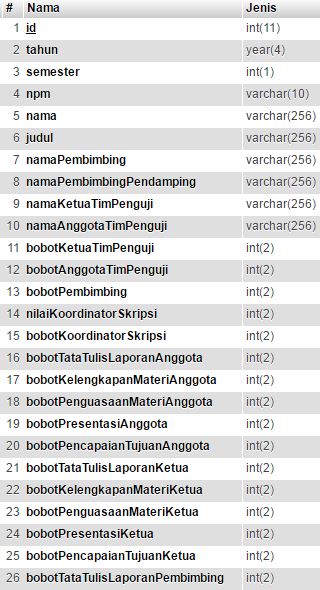 # Nama Jenis
1 id int(11)
2 tahun year(4)
3 semester int(1)
4 npm varchar(10)
5 nama varchar(256)
6 judul varchar(256)
7 namaPembimbing varchar(256)
8 namaPembimbingPendamping varchar(256)
9 namaKetuaTimPenguji varchar(256)
10 namaAnggotaTimPenguji varchar(256)
11 bobotKetuaTimPenguji int(2)
12 bobotAnggotaTimPenguji int(2)
13 bobotPembimbing int(2)
14 nilaiKoordinatorSkripsi int(2)
15 bobotKoordinatorSkripsi int(2)
16 bobotTataTulisLaporanAnggota int(2)
17 bobotKelengkapanMateriAnggota int(2)
18 bobotPenguasaanMateriAnggota int(2)
19 bobotPresentasiAnggota int(2)
20 bobotPencapaianTujuanAnggota int(2)
21 bobotTataTulisLaporanKetua int(2)
22 bobotKelengkapanMateriKetua int(2)
23 bobotPenguasaanMateriKetua int(2)
24 bobotPresentasiKetua int(2)
25 bobotPencapaianTujuanKetua int(2)
26 bobotTataTulisLaporanPembimbing int(2)